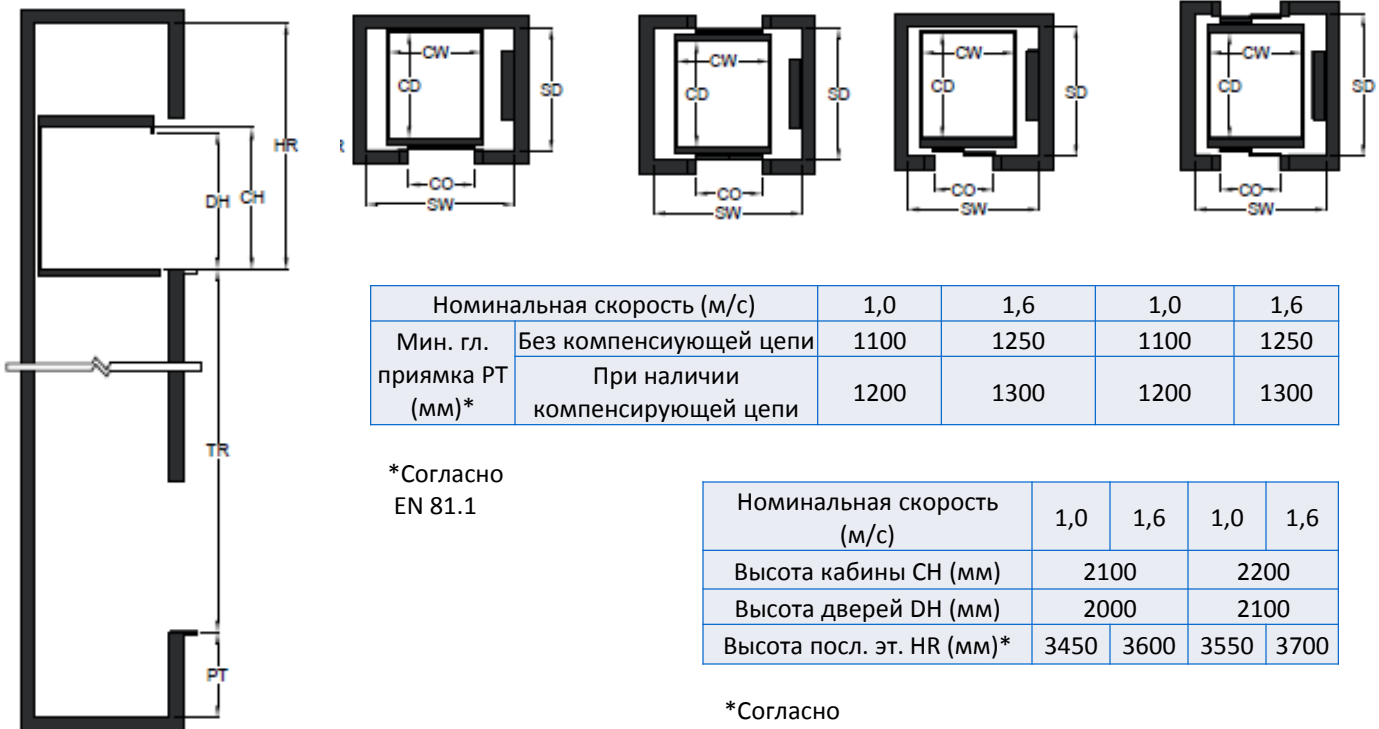 CW CW CW CW
CD SD CD SD CD SD CD SD
HR
DH CH
CO CO CO CO
SW SW SW SW
Номинальная скорость (м/с) 1,0 1,6 1,0 1,6
Мин. гл. приямка PT (мм)* Без компенсиующей цепи 1100 1250 1100 1250
При наличии компенсирующей цепи 1200 1300 1200 1300
TR
*Согласно
EN 81.1
Номинальная скорость (м/с) 1,0 1,6 1,0 1,6
Высота кабины CH (мм) 2100 2200
Высота дверей DH (мм) 2000 2100
Высота посл. эт. HR (мм)* 3450 3600 3550 3700
PT
*Согласно